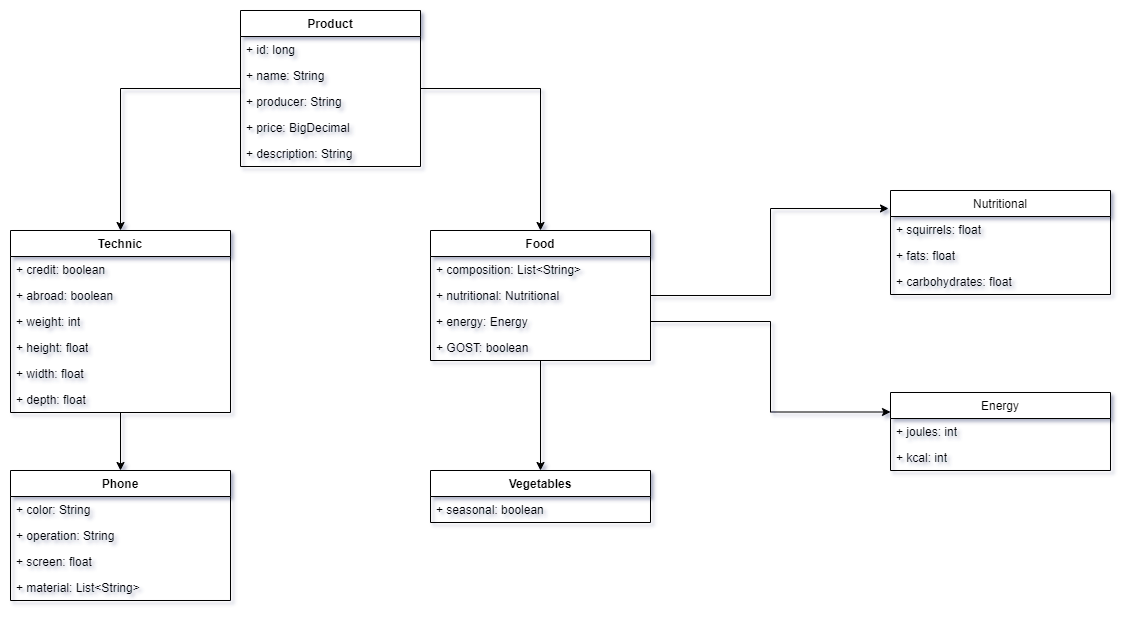 Product
+ id: long
+ name: String
+ producer: String
+ price: BigDecimal
+ description: String
Technic
+ credit: boolean
+ abroad: boolean
+ weight: int
+ height: float
+ width: float
+ depth: float
Food
+ composition: List<String>
+ nutritional: Nutritional
+ energy: Energy
+ GOST: boolean
Nutritional
+ squirrels: float
+ fats: float
+ carbohydrates: float
Energy
+ joules: int
+ kcal: int
Phone
+ color: String
+ operation: String
+ screen: float
+ material: List<String>
Vegetables
+ seasonal: boolean